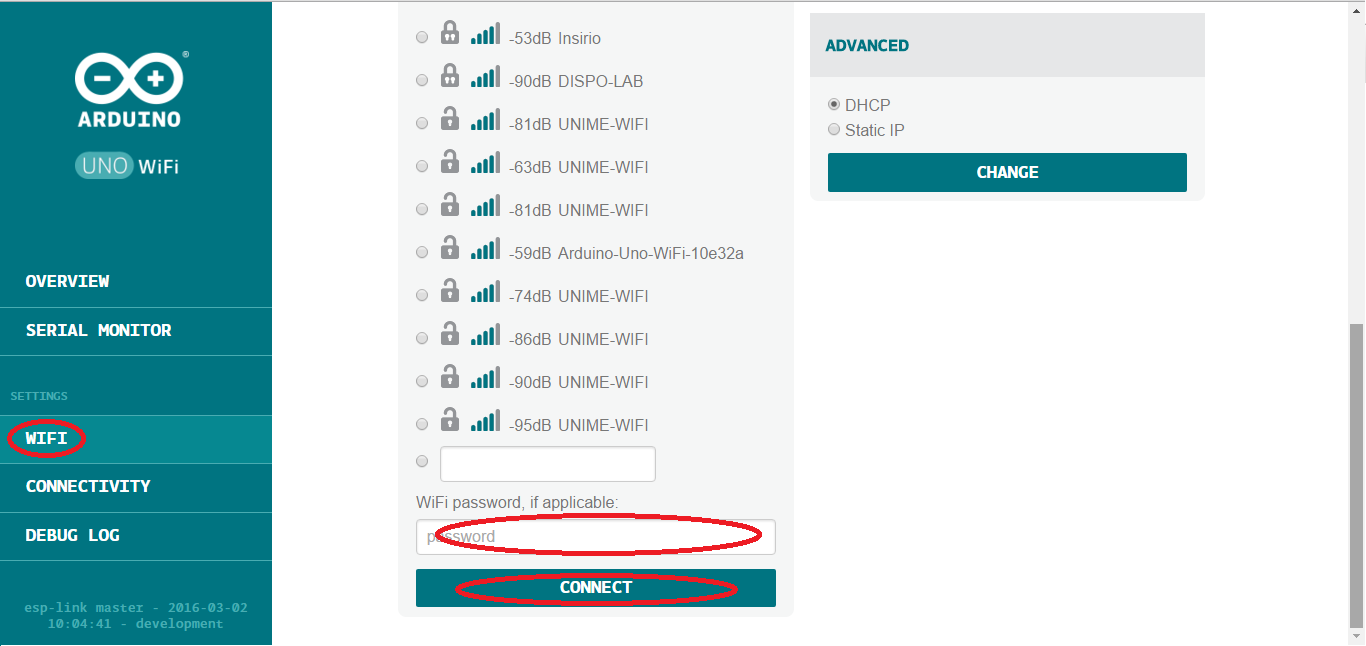 ARDUINO
UNO WiFi
OVERVIEW
SERIAL MONITOR
SETTINGS
WIFI
CONNECTIVITY
DEBUG LOG
esp-link master - 2016-03-02
10:04:41 - development
-53dB Insirio
-90dB DISPO-LAB
-81dB UNIME-WIFI
-63dB UNIME-WIFI
-81dB UNIME-WIFI
-59dB Arduino-Uno-WiFi-10e32a
-74dB UNIME-WIFI
-86dB UNIME-WIFI
-90dB UNIME-WIFI
-95dB UNIME-WIFI
WiFi password, if applicable:
password
CONNECT
ADVANCED
DHCP
Static IP
CHANGE